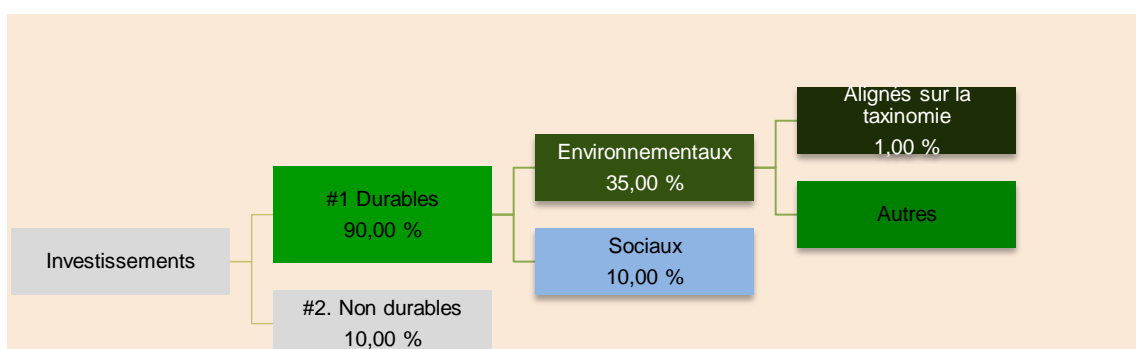 Investissements
#1 Durables
90,00 %
#2. Non durables
10,00 %
Environnementaux
35,00 %
Sociaux
10,00 %
Alignés sur la
taxinomie
1,00 %
Autres